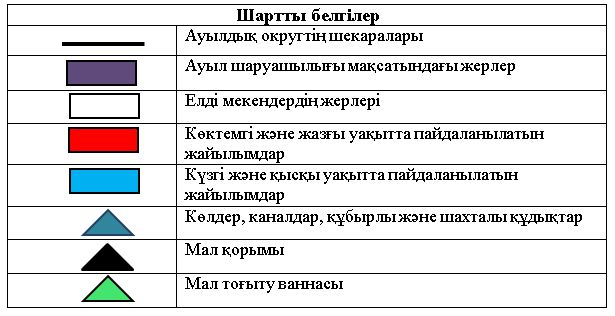 Шартты белгілер
Ауылдық округтің шекаралары
Ауыл шаруашылығы мақсатындағы жерлер
Елді мекендердің жерлері
Көктемгі және жазғы уақытта пайдаланылатын
жайылымдар
Күзгі және қысқы уақытта пайдаланылатын
жайылымдар
Көлдер, каналдар, құбырлы және шахталы құдықтар
Мал қорымы
Мал тоғыту ваннасы